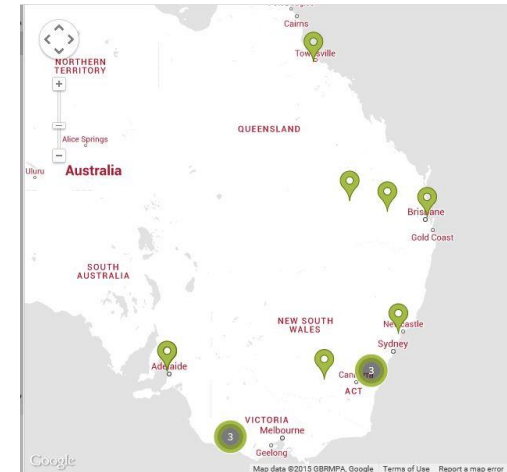 Cairns
Townsville
NORTHERN
TERRITORY
+
−
QUEENSLAND
Alice Springs
Uluru
Australia
Brisbane
Gold Coast
SOUTH
AUSTRALIA
NEW SOUTH
WALES
Newcastle
Sydney
Adelaide
3
Canberra
ACT
VICTORIA
3
Melbourne
Geelong
Google
Map data ©2015 GBRMPA, Google
Terms of Use
Report a map error